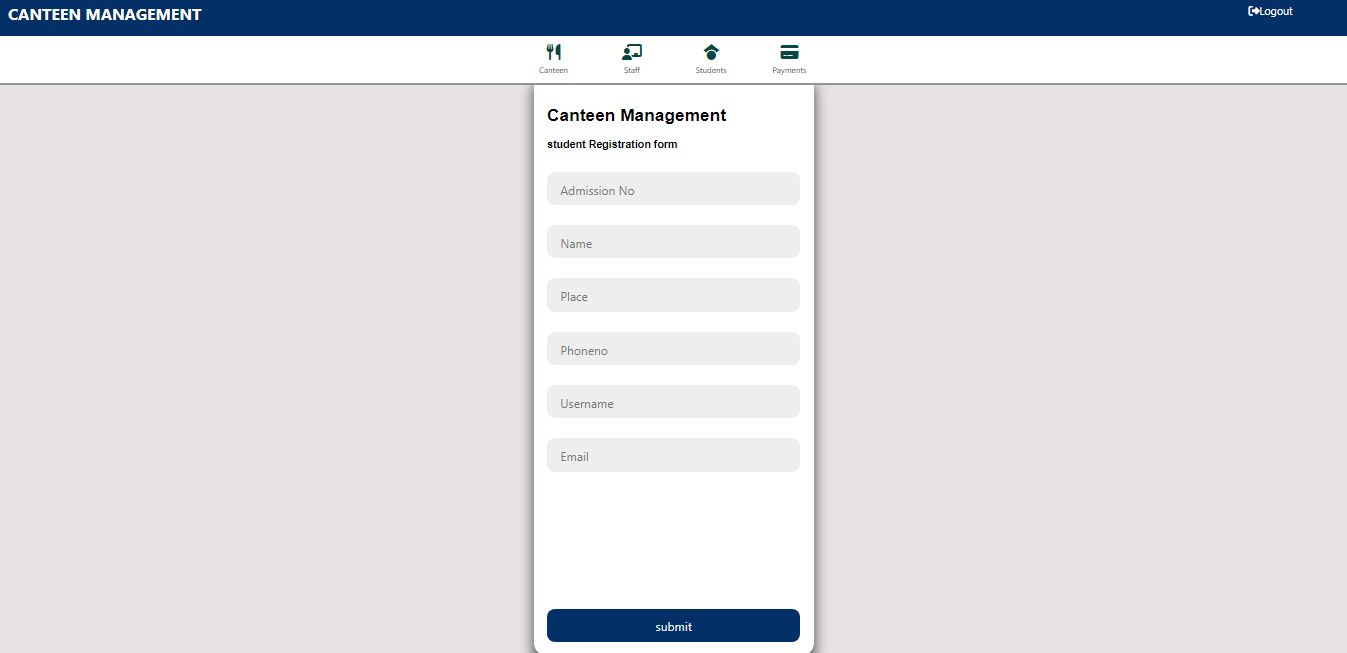 CANTEEN MANAGEMENT
Logout
Canteen
Staff
Students
Payments
Canteen Management
student Registration form
Admission No
Name
Place
Phoneno
Username
Email
submit